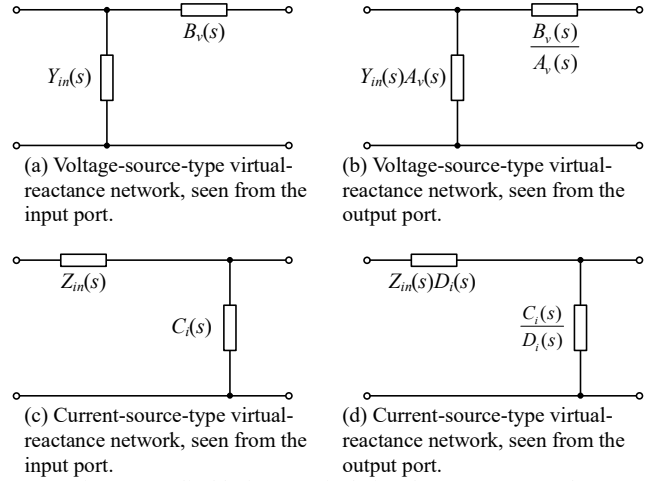 B_v(s)
Y_in(s)
B_v(s)
A_v(s)
Y_in(s)A_v(s)
(a) Voltage-source-type virtual-
reactance network, seen from the
input port.
(b) Voltage-source-type virtual-
reactance network, seen from the
output port.
Z_in(s)
C_i(s)
Z_in(s)D_i(s)
C_i(s)
D_i(s)
(c) Current-source-type virtual-
reactance network, seen from the
input port.
(d) Current-source-type virtual-
reactance network, seen from the
output port.